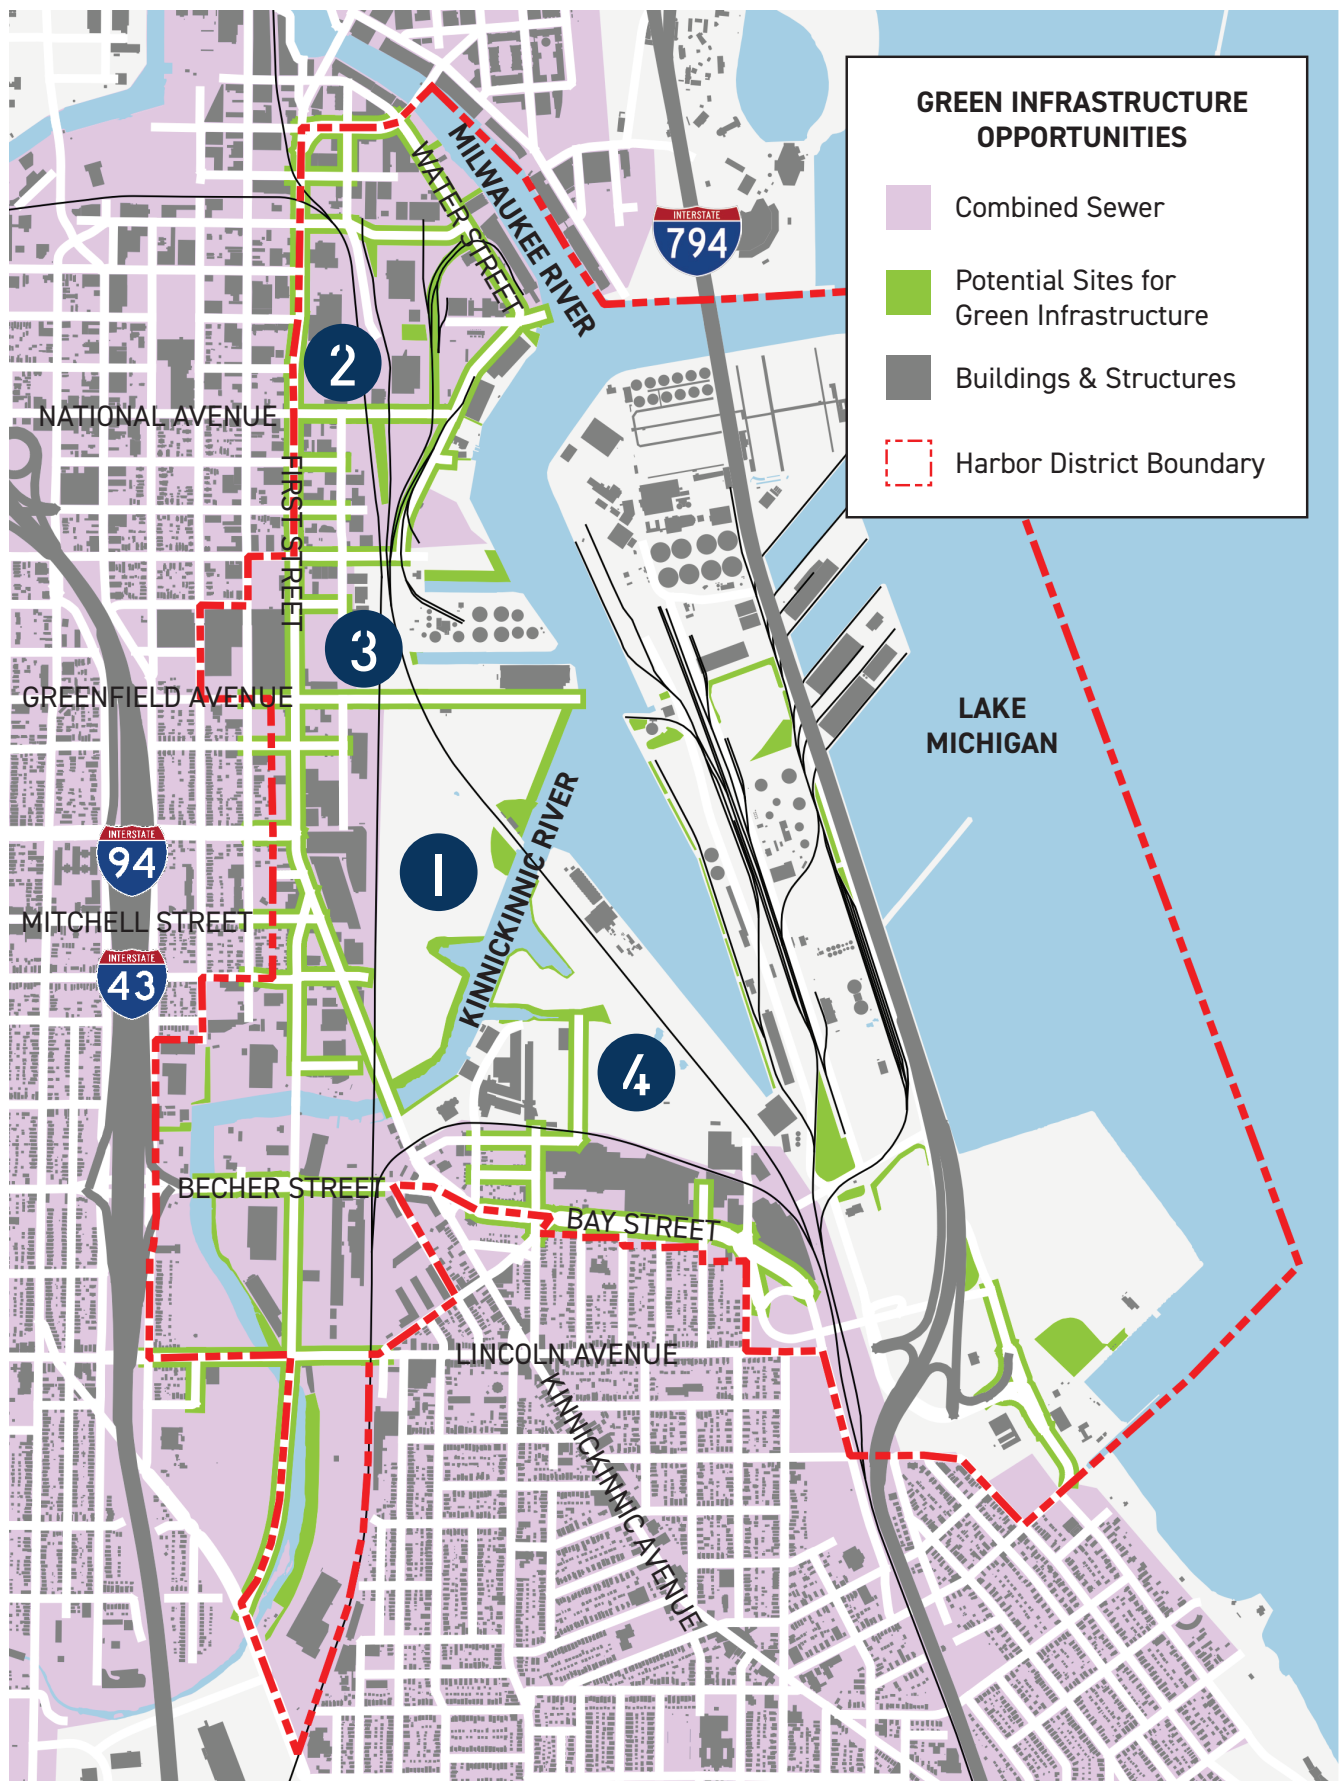 GREEN INFRASTRUCTURE
OPPORTUNITIES
Combined Sewer
Potential Sites for
Green Infrastructure
Buildings & Structures
Harbor District Boundary
WATER STREET
MILWAUKEE RIVER
INTERSTATE
794
2
NATIONAL AVENUE
FIRST STREET
3
GREENFIELD AVENUE
LAKE
MICHIGAN
KINNICKINNIC RIVER
INTERSTATE
94
1
MITCHELL STREET
INTERSTATE
43
4
BECHER STREET
BAY STREET
LINCOLN AVENUE
KINNICKINNIC AVENUE